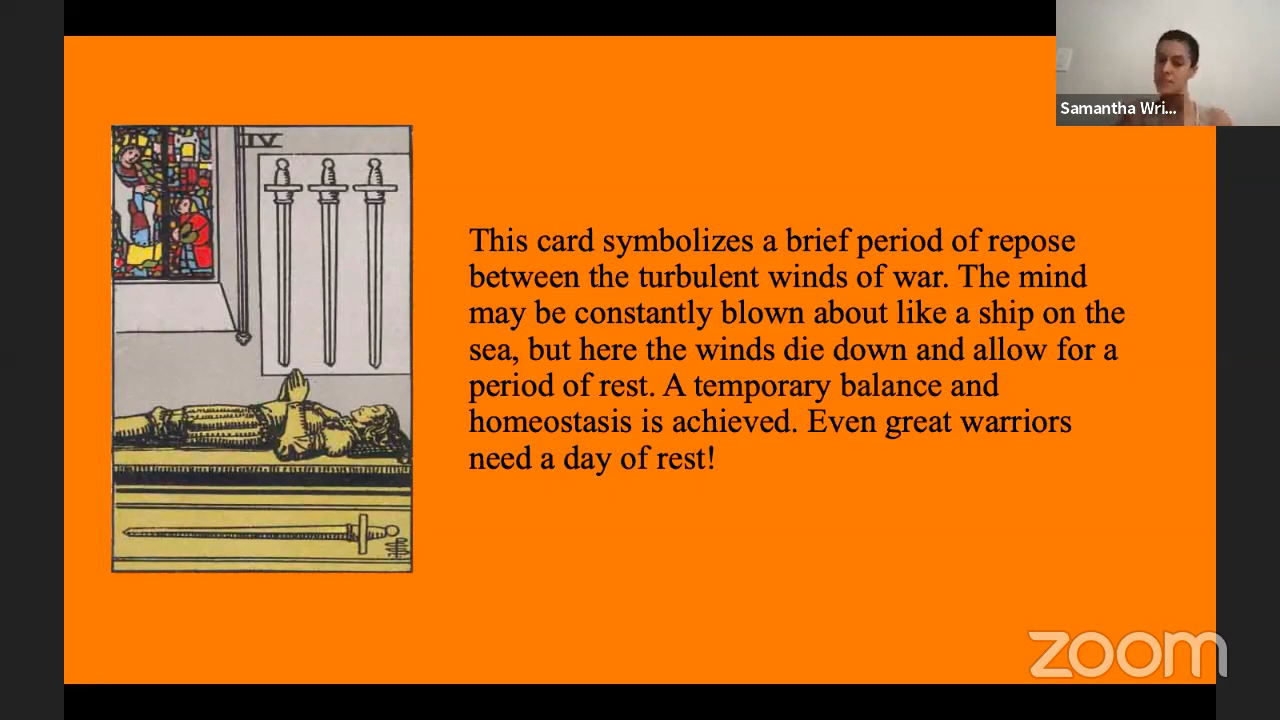 Samantha Wri...
IV
This card symbolizes a brief period of repose
between the turbulent winds of war. The mind
may be constantly blown about like a ship on the
sea, but here the winds die down and allow for a
period of rest. A temporary balance and
homeostasis is achieved. Even great warriors
need a day of rest!
zoom